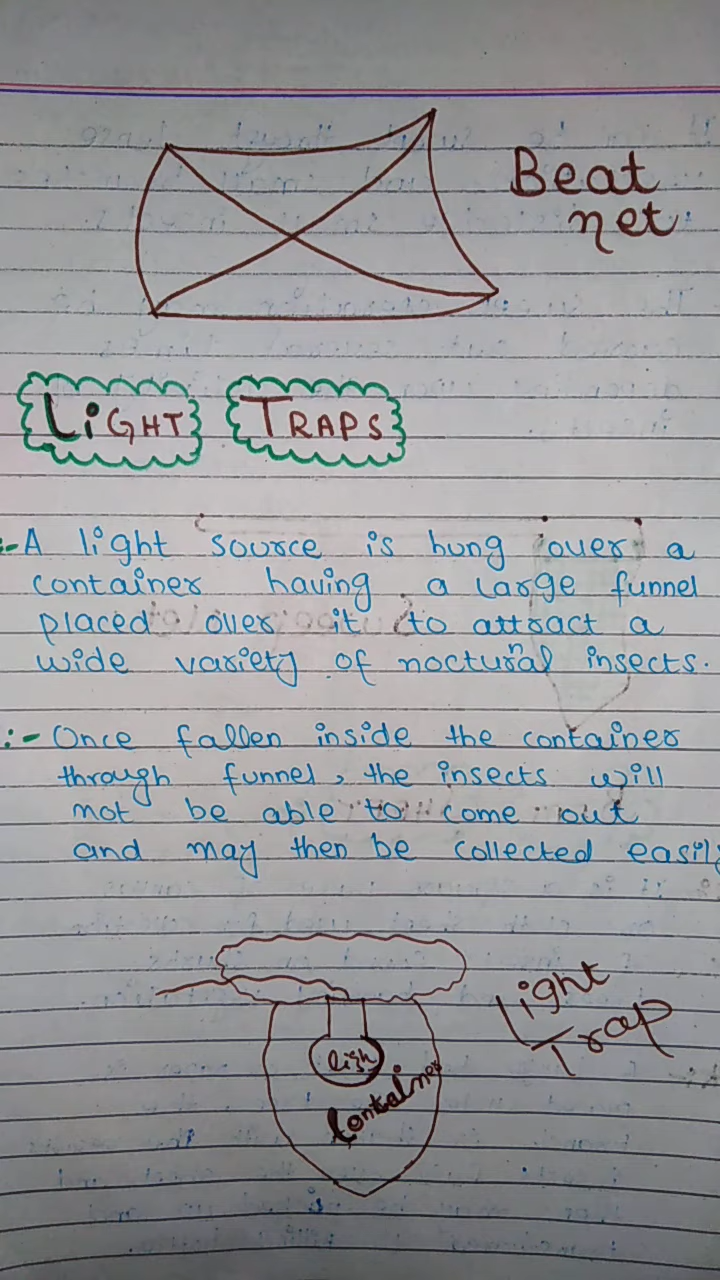 Beat
net
LiGHT TRAPS
:- A light source is hung over a
container having a large funnel
placed over it to attract a
wide variety of nocturnal insects.
:- Once fallen inside the container
through funnel, the insects will
not be able to come out
and may then be collected easily
Light
Trap
light
Container